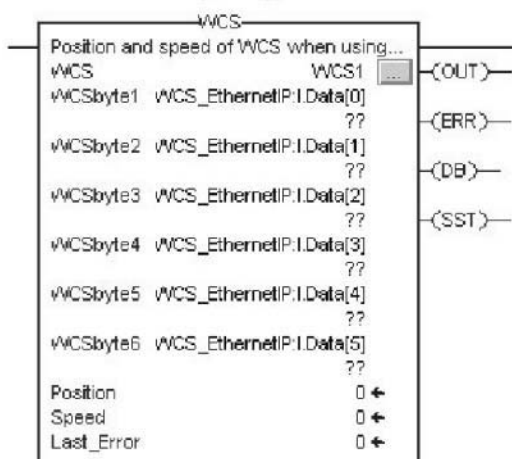 WCS
Position and speed of WCS when using...
WCS WCS1 ... (OUT)
WCSbyte1 WCS_EthernetIP:I.Data[0]
?? (ERR)
WCSbyte2 WCS_EthernetIP:I.Data[1]
?? (DB)
WCSbyte3 WCS_EthernetIP:I.Data[2]
?? (SST)
WCSbyte4 WCS_EthernetIP:I.Data[3]
??
WCSbyte5 WCS_EthernetIP:I.Data[4]
??
WCSbyte6 WCS_EthernetIP:I.Data[5]
??
Position 0 ←
Speed 0 ←
Last_Error 0 ←